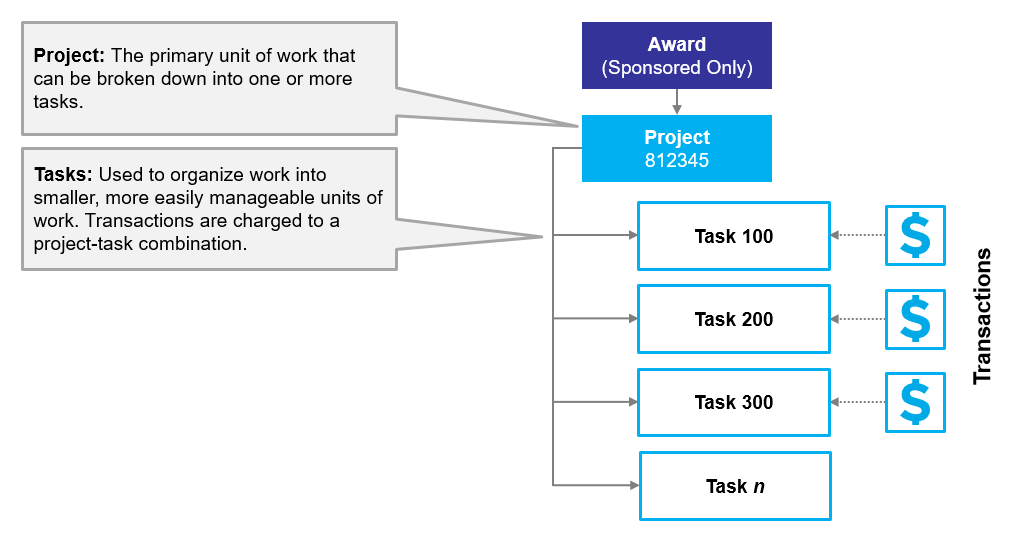 Project: The primary unit of work that
can be broken down into one or more
tasks.
Tasks: Used to organize work into
smaller, more easily manageable units of
work. Transactions are charged to a
project-task combination.
Award
(Sponsored Only)
Project
812345
Task 100
$
Task 200
$
Task 300
$
Task n
Transactions